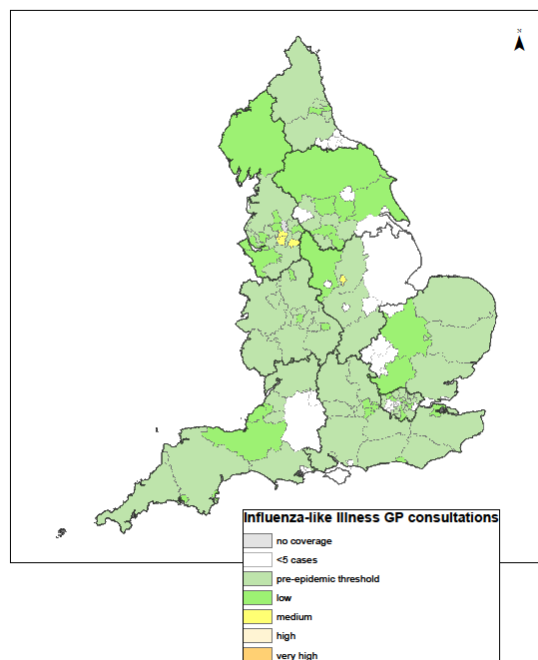 N
Influenza-like Illness GP consultations
no coverage
<5 cases
pre-epidemic threshold
low
medium
high
very high